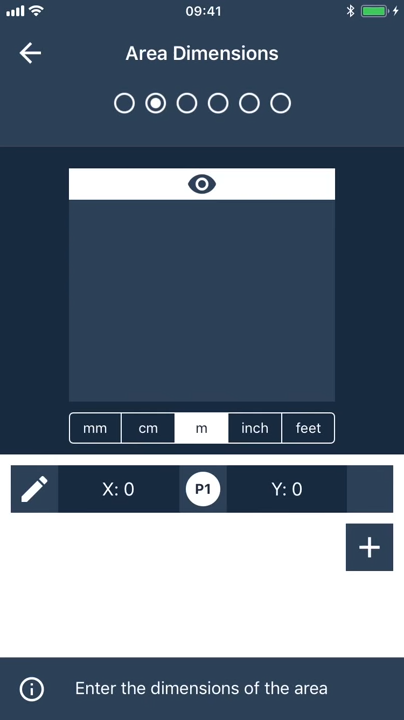 09:41
Area Dimensions
mm cm m inch feet
X: 0 P1 Y: 0
Enter the dimensions of the area